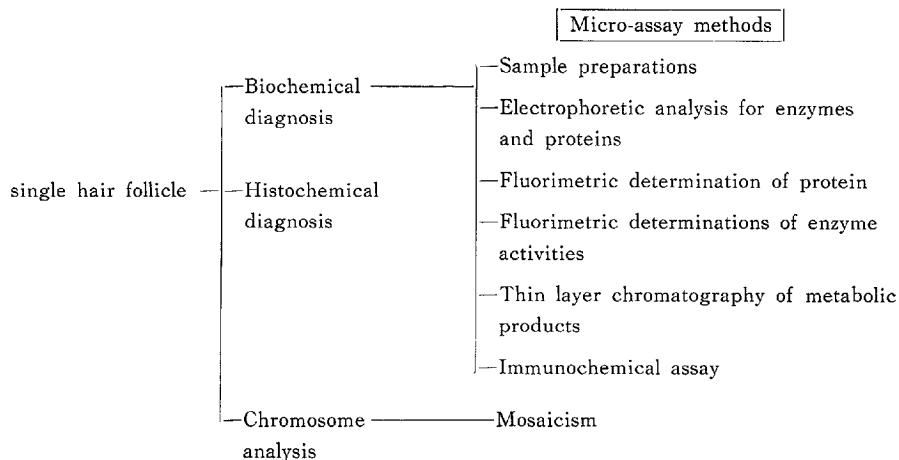 Micro-assay methods
Sample preparations
Biochemical
diagnosis
Electrophoretic analysis for enzymes
and proteins
single hair follicle
Histochemical
diagnosis
Fluorimetric determination of protein
Fluorimetric determinations of enzyme
activities
Thin layer chromatography of metabolic
products
Immunochemical assay
Chromosome
analysis
Mosaicism